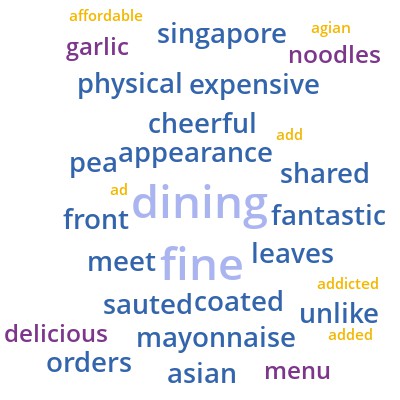 affordable
singapore
agian
garlic
noodles
physical expensive
cheerful
add
pea appearance
shared
ad
dining
front
fantastic
meet
fine
leaves
addicted
sauted coated
unlike
delicious
mayonnaise
added
orders
asian
menu